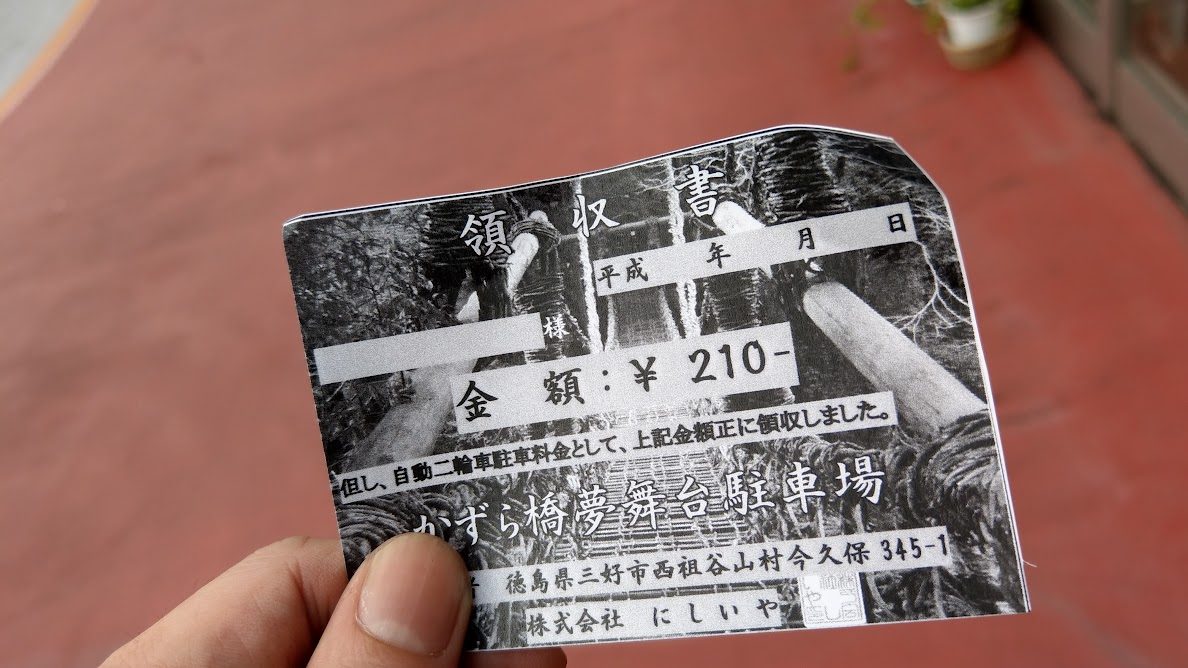 領収書
平成 年 月 日
様
金額:¥ 210-
但し、自動二輪車駐車料金として、上記金額正に領収しました。
かずら橋夢舞台駐車場
徳島県三好市西祖谷山村今久保 345-1
株式会社 にしいや